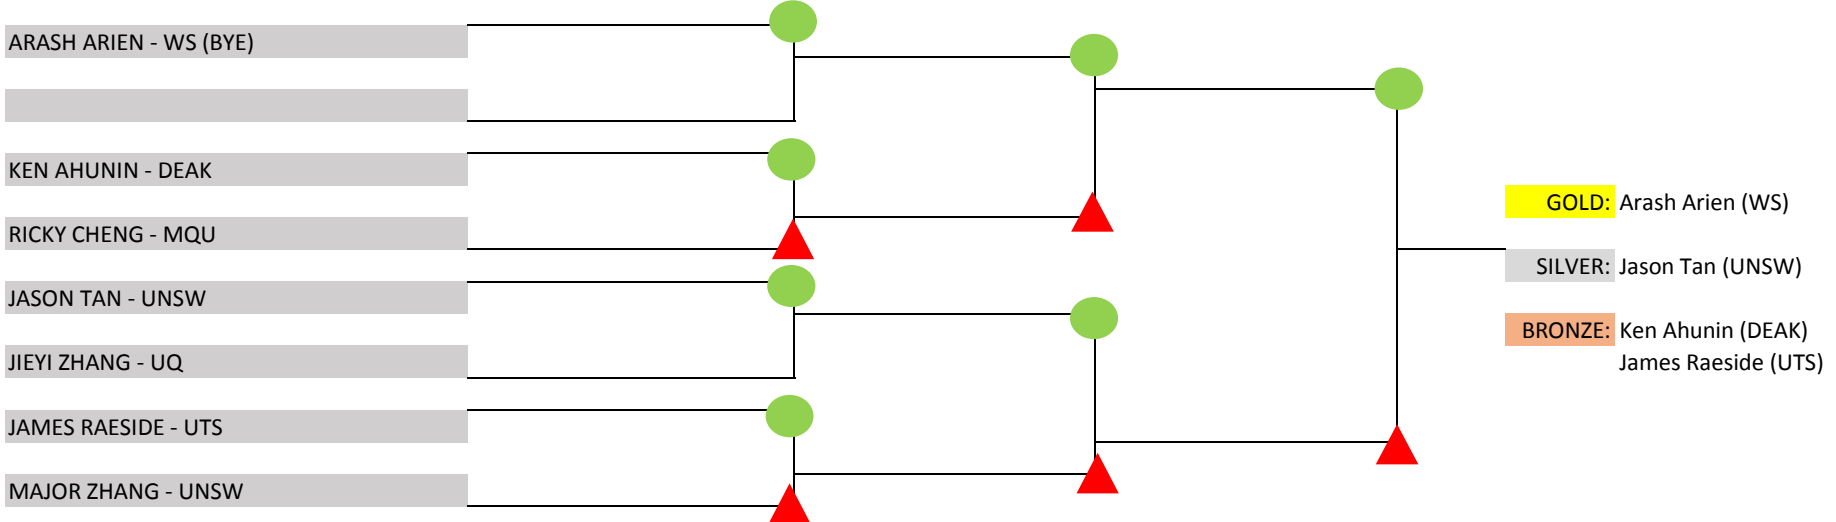 ARASH ARIEN - WS (BYE)
KEN AHUNIN - DEAK
RICKY CHENG - MQU
JASON TAN - UNSW
JIEYI ZHANG - UQ
JAMES RAESIDE - UTS
MAJOR ZHANG - UNSW
GOLD: Arash Arien (WS)
SILVER: Jason Tan (UNSW)
BRONZE: Ken Ahunin (DEAK)
James Raeside (UTS)